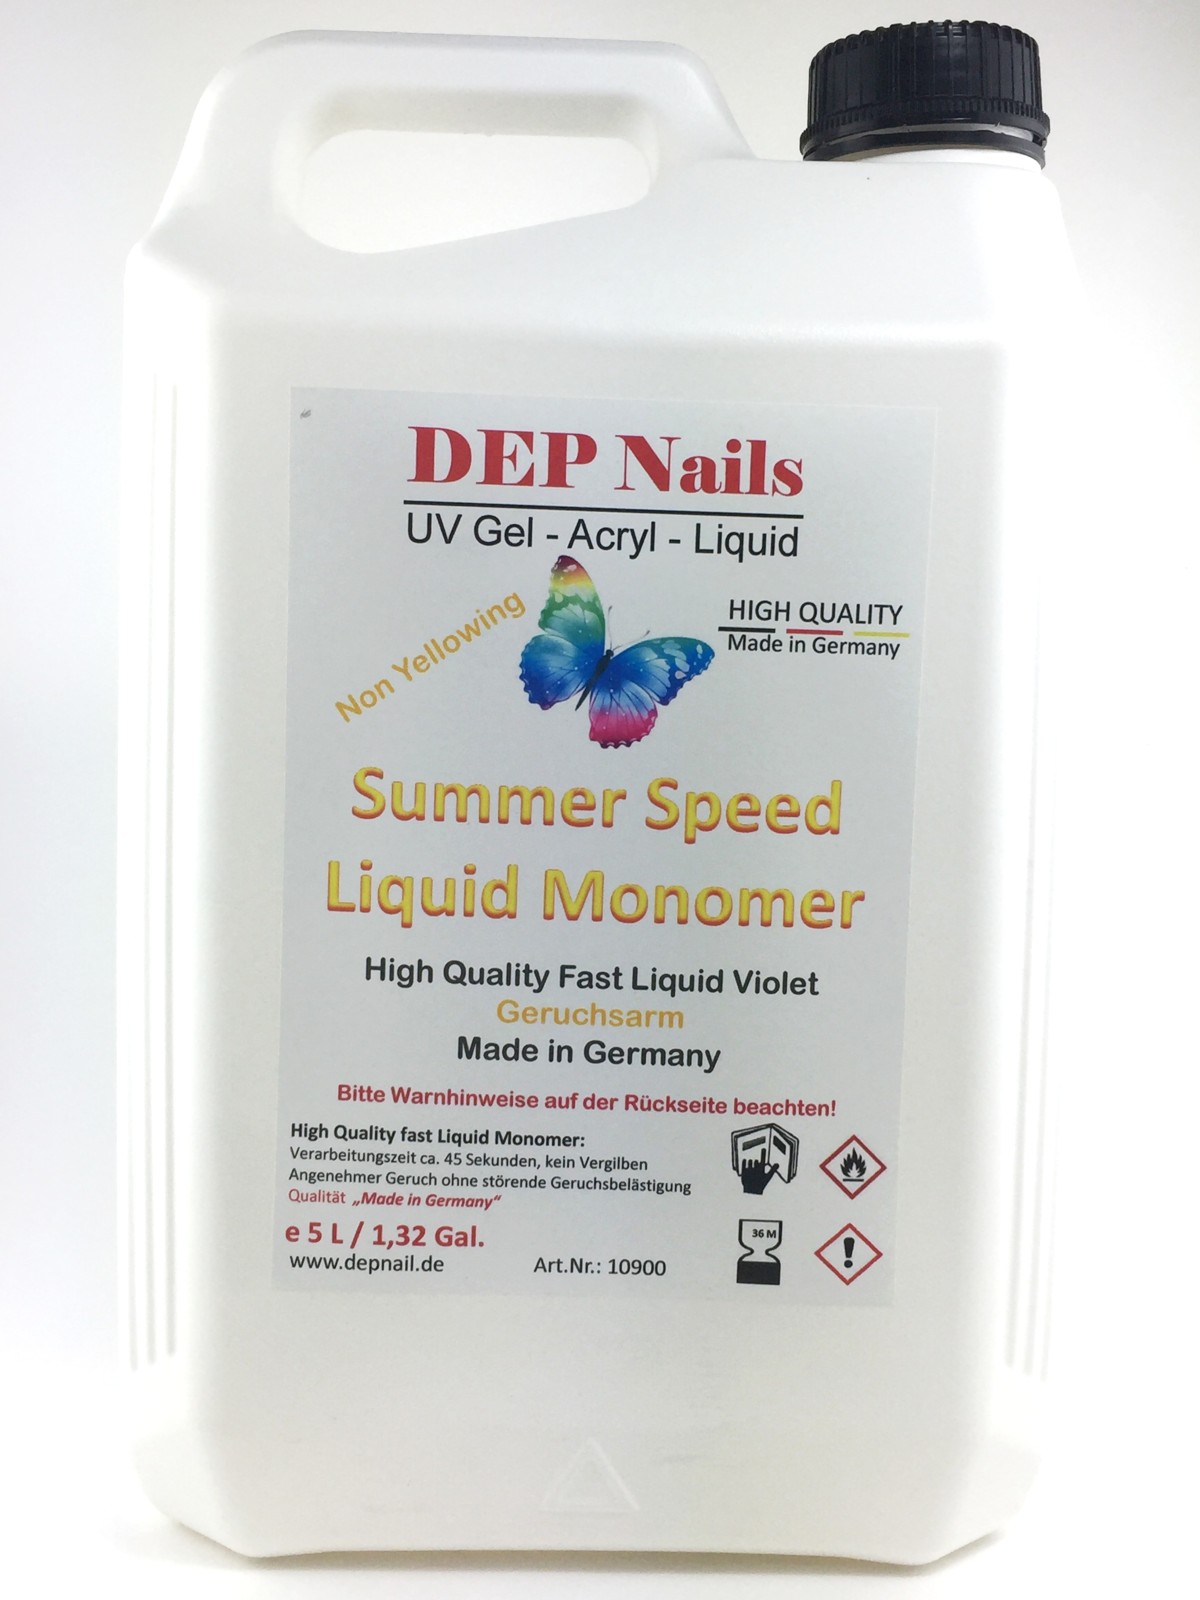 DEP Nails
UV Gel - Acryl - Liquid
Non Yellowing
HIGH QUALITY
Made in Germany
Summer Speed
Liquid Monomer
High Quality Fast Liquid Violet
Geruchsarm
Made in Germany
Bitte Warnhinweise auf der Rückseite beachten!
High Quality fast Liquid Monomer:
Verarbeitungszeit ca. 45 Sekunden, kein Vergilben
Angenehmer Geruch ohne störende Geruchsbelästigung
Qualität „Made in Germany“
36 M
e 5 L / 1,32 Gal.
www.depnail.de Art.Nr.: 10900